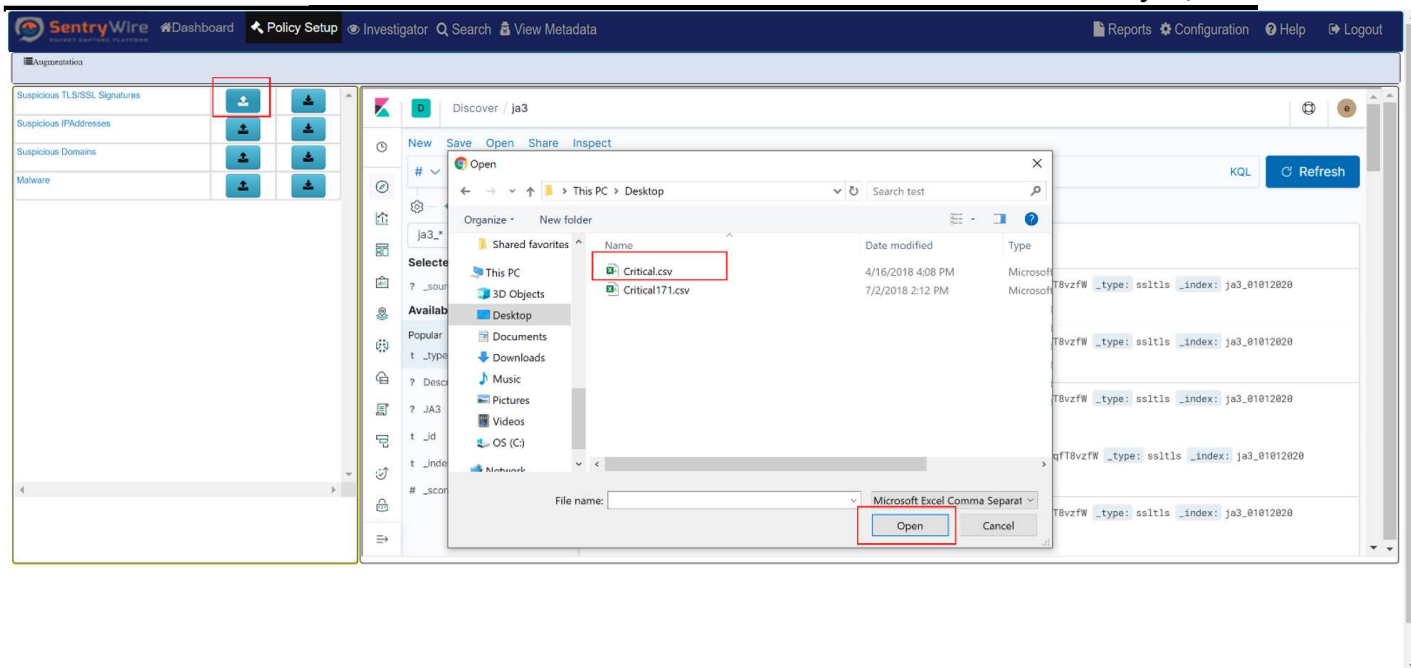 SentryWire Dashboard Policy Setup Investigator Search View Metadata Reports Configuration Help Logout
PACKET CAPTURE PLATFORM
Augmentation
Suspicious TLS/SSL Signatures
Suspicious IPAddresses
Suspicious Domains
Malware
D Discover / ja3 e
New Save Open Share Inspect
# KQL Refresh
ja3_*
Selecte
? _sour
Availab
Popular
t _type
? Descr
? JA3
t _id
t _inde
# _scor
Open
This PC > Desktop Search test
Organize New folder
Shared favorites
This PC
3D Objects
Desktop
Documents
Downloads
Music
Pictures
Videos
OS (C:)
Network
Name Date modified Type
Critical.csv 4/16/2018 4:08 PM Microsoft
Critical171.csv 7/2/2018 2:12 PM Microsoft
File name: Microsoft Excel Comma Separat
Open Cancel
T8vzfW _type: ssltls _index: ja3_01012020
T8vzfW _type: ssltls _index: ja3_01012020
T8vzfW _type: ssltls _index: ja3_01012020
qfT8vzfW _type: ssltls _index: ja3_01012020
T8vzfW _type: ssltls _index: ja3_01012020